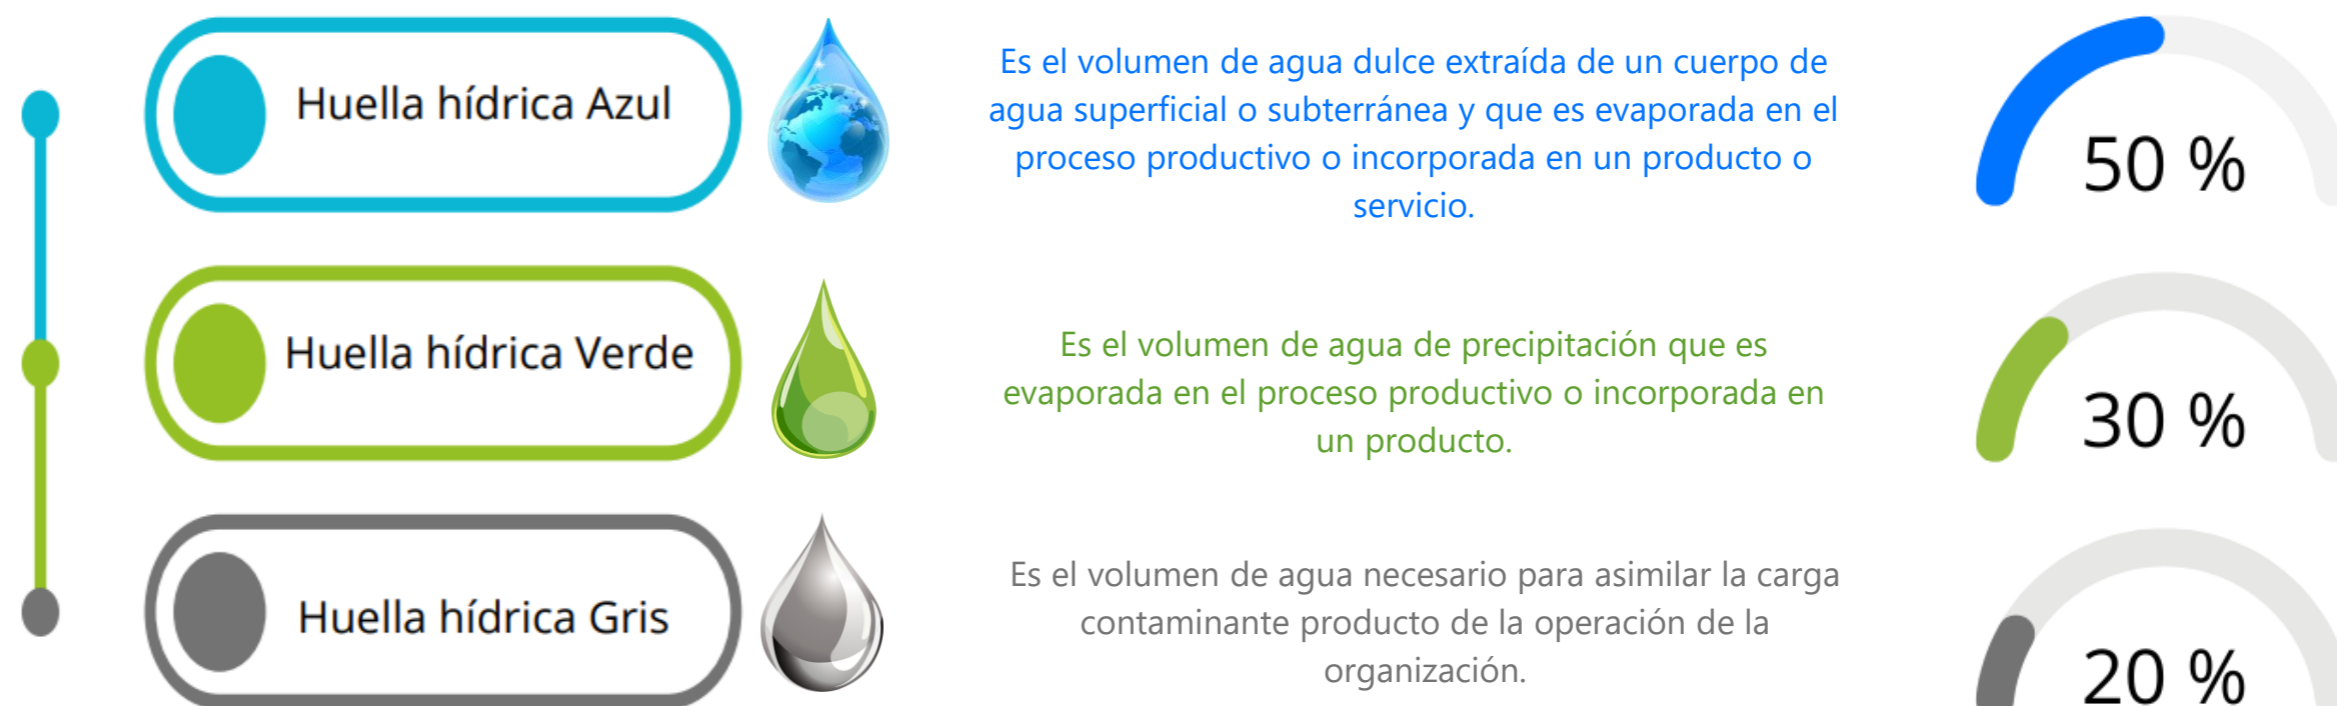 Huella hídrica Azul
Es el volumen de agua dulce extraída de un cuerpo de
agua superficial o subterránea y que es evaporada en el
proceso productivo o incorporada en un producto o
servicio.
50 %
Huella hídrica Verde
Es el volumen de agua de precipitación que es
evaporada en el proceso productivo o incorporada en
un producto.
30 %
Huella hídrica Gris
Es el volumen de agua necesario para asimilar la carga
contaminante producto de la operación de la
organización.
20 %